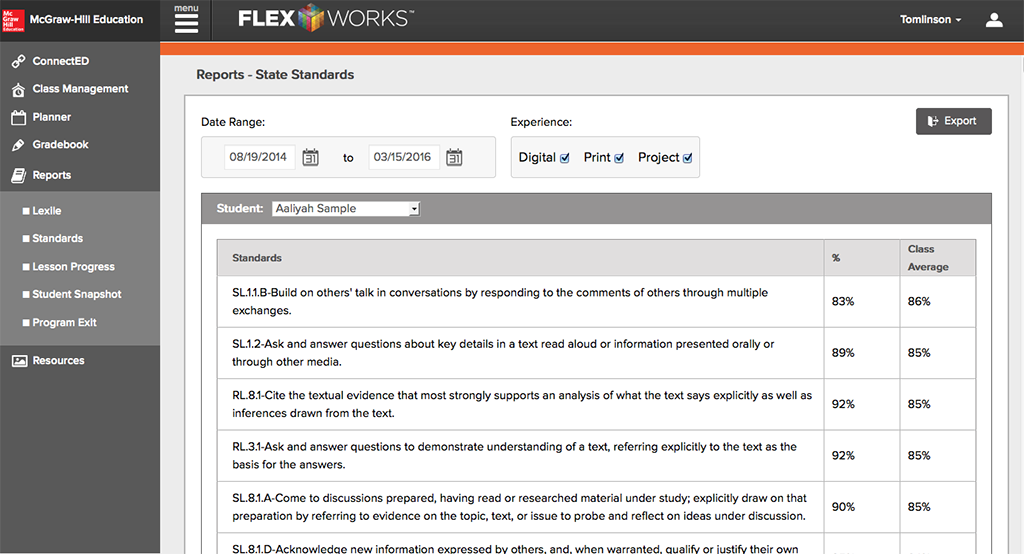 Mc
Graw
Hill
Education
McGraw-Hill Education
menu
FLEX WORKS™
Tomlinson
ConnectED
Class Management
Planner
Gradebook
Reports
Lexile
Standards
Lesson Progress
Student Snapshot
Program Exit
Resources
Reports - State Standards
Date Range:
Experience:
Export
08/19/2014
31
to
03/15/2016
31
Digital
Print
Project
Student:
Aaliyah Sample
Standards
%
Class
Average
SL.1.1.B-Build on others' talk in conversations by responding to the comments of others through multiple
exchanges.
83%
86%
SL.1.2-Ask and answer questions about key details in a text read aloud or information presented orally or
through other media.
89%
85%
RL.8.1-Cite the textual evidence that most strongly supports an analysis of what the text says explicitly as well as
inferences drawn from the text.
92%
85%
RL.3.1-Ask and answer questions to demonstrate understanding of a text, referring explicitly to the text as the
basis for the answers.
92%
85%
SL.8.1.A-Come to discussions prepared, having read or researched material under study; explicitly draw on that
preparation by referring to evidence on the topic, text, or issue to probe and reflect on ideas under discussion.
90%
85%
SL.8.1.D-Acknowledge new information expressed by others, and, when warranted, qualify or justify their own